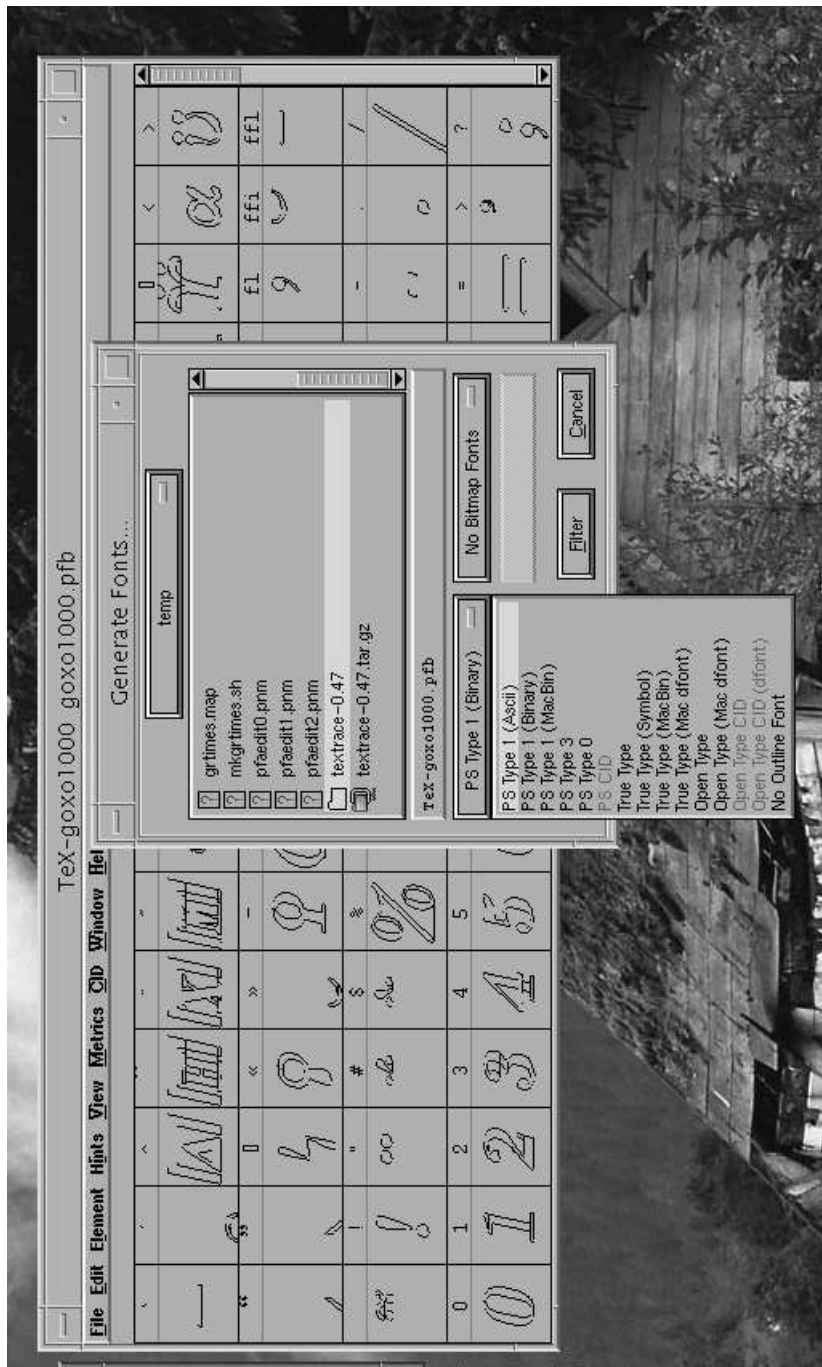 TeX-goxo1000 goxo1000.pfb
File Edit Element Hints View Metrics CID Window Hel
fl ffi ffl
! " # $ % - . /
0 1 2 3 4 5 = > ?
Generate Fonts...
temp
grtimes.map
mkgrtimes.sh
pfaedit0.pnm
pfaedit1.pnm
pfaedit2.pnm
textrace-0.47
textrace-0.47.tar.gz
TeX-goxo1000.pfb
PS Type 1 (Binary)
No Bitmap Fonts
PS Type 1 (Ascii)
PS Type 1 (Binary)
PS Type 1 (MacBin)
PS Type 3
PS Type 0
PS CID
True Type
True Type (Symbol)
True Type (MacBin)
True Type (Mac dfont)
Open Type
Open Type (Mac dfont)
Open Type CID
Open Type CID (dfont)
No Outline Font
Filter
Cancel